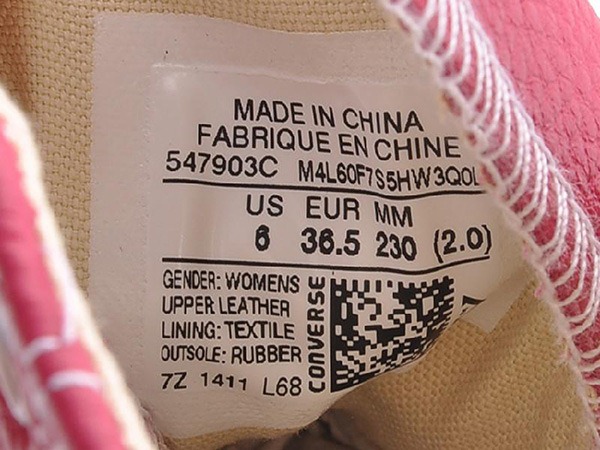 MADE IN CHINA
FABRIQUE EN CHINE
547903C M4L60F7S5HW3Q0L
US EUR MM
6 36.5 230 (2.0)
GENDER: WOMENS
UPPER LEATHER
LINING: TEXTILE
OUTSOLE: RUBBER
7Z 1411 L68
CONVERSE